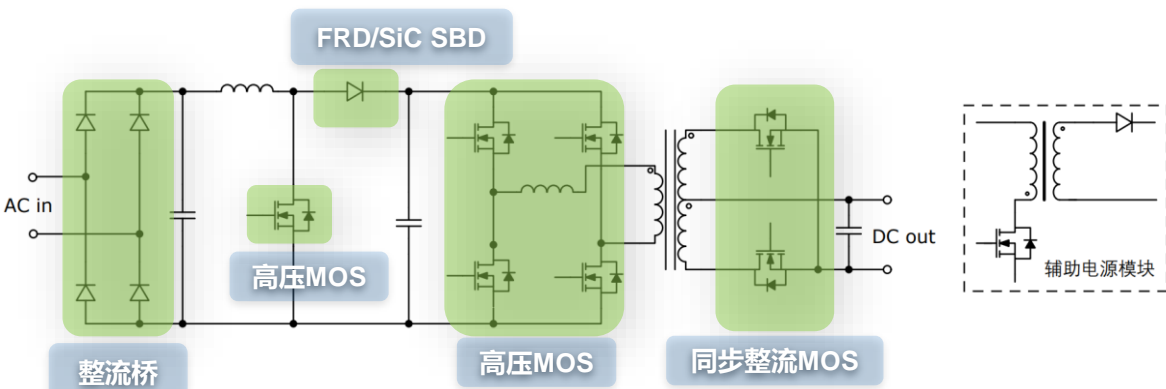 FRD/SiC SBD
AC in
高压MOS
DC out
辅助电源模块
整流桥
高压MOS
同步整流MOS